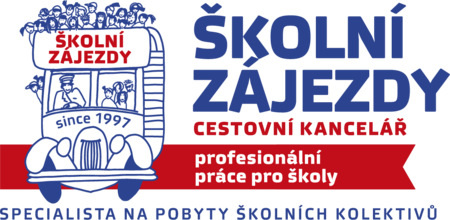 ŠKOLNÍ
ZÁJEZDY
since 1997
ŠKOLNÍ
ZÁJEZDY
CESTOVNÍ KANCELÁŘ
profesionální
práce pro školy
SPECIALISTA NA POBYTY ŠKOLNÍCH KOLEKTIVŮ